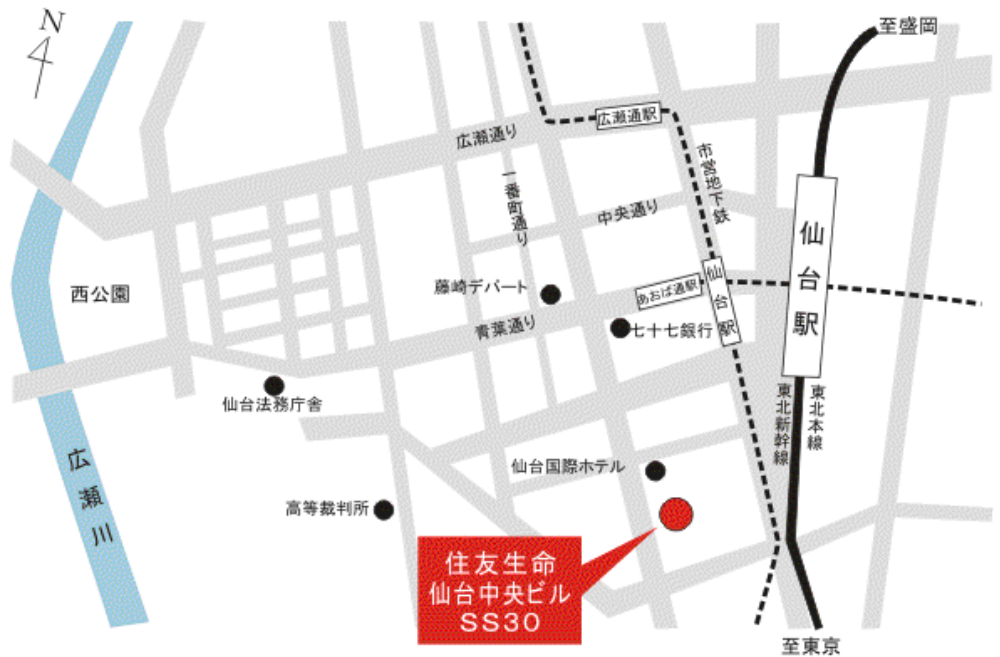 N
至盛岡
広瀬通駅
広瀬通り
市営地下鉄
一番町通り
中央通り
仙台駅
仙台駅
西公園
藤崎デパート
あおば通駅
青葉通り
七十七銀行
仙台法務庁舎
東北新幹線
東北本線
広瀬川
仙台国際ホテル
高等裁判所
住友生命
仙台中央ビル
SS30
至東京